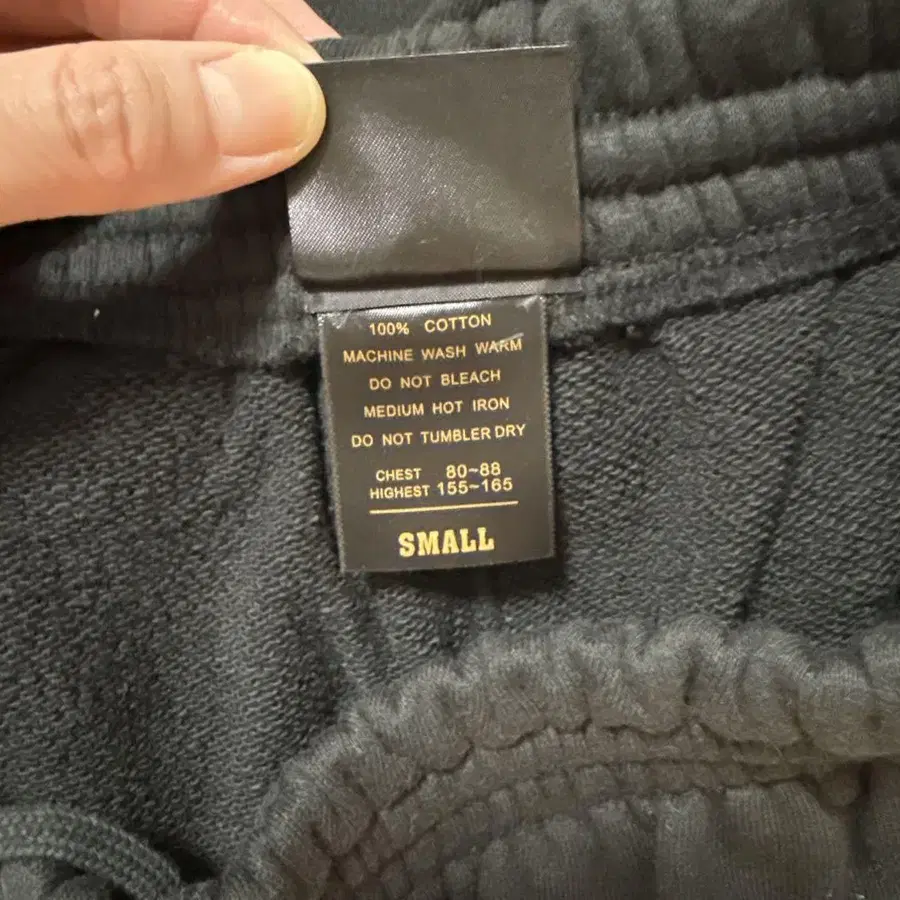 100% COTTON
MACHINE WASH WARM
DO NOT BLEACH
MEDIUM HOT IRON
DO NOT TUMBLER DRY
CHEST 80~88
HIGHEST 155~165
SMALL